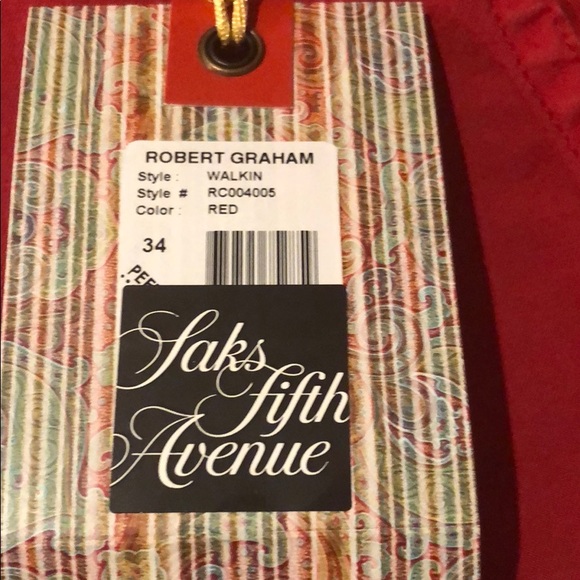 ROBERT GRAHAM
Style : WALKIN
Style # RC004005
Color : RED
34
Saks
Fifth
Avenue